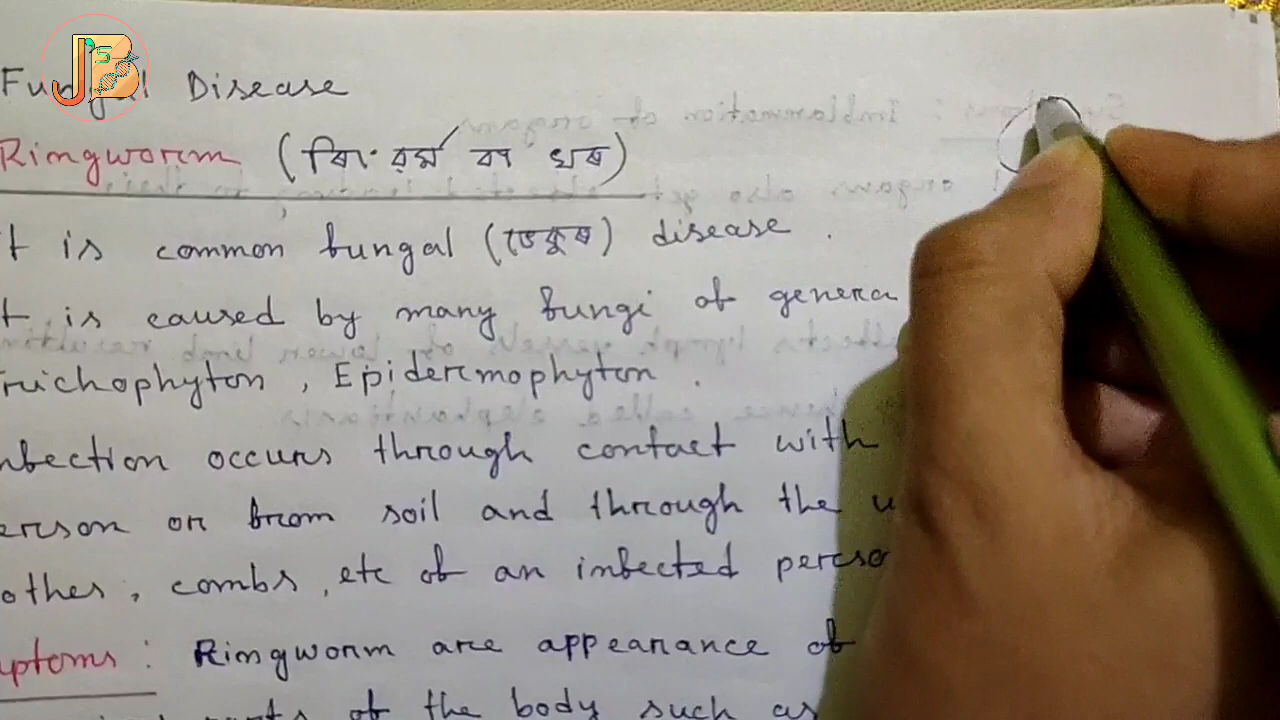 Fungal Disease
Ringworm (ৰিং ৱৰ্ম বা খৰ)
It is common fungal (ভেকুৰ) disease.
It is caused by many fungi of genera
Trichophyton, Epidermophyton.
Infection occurs through contact with
person or from soil and through the
clothes, combs, etc of an infected perso
ptoms: Ringworm are appearance of
parts of the body such as